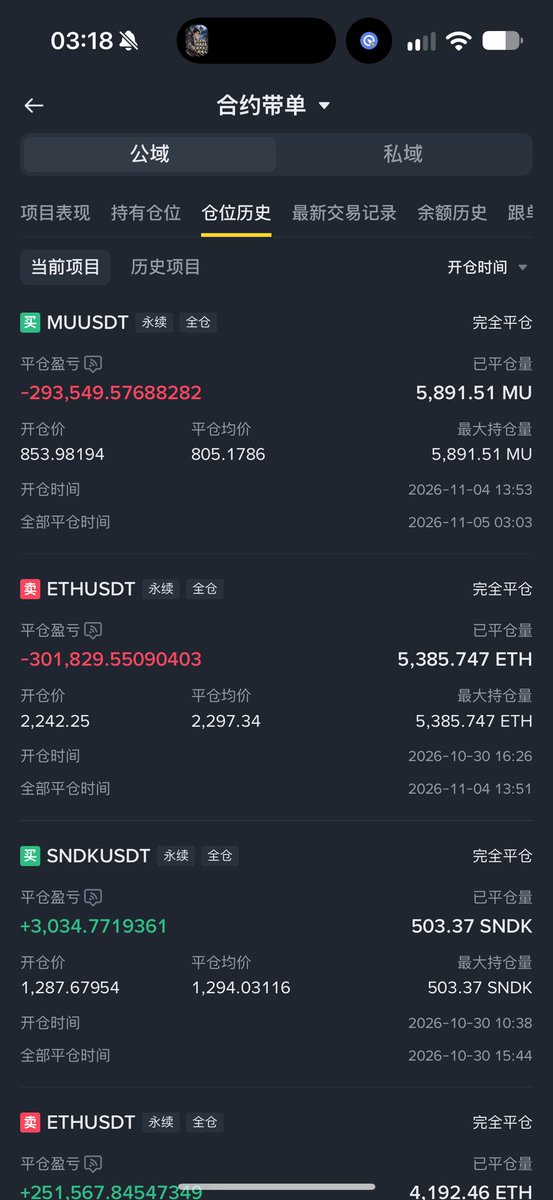 03:18
合约带单
公域 私域
项目表现 持有仓位 仓位历史 最新交易记录 余额历史 跟单
当前项目 历史项目 开仓时间
买 MUUSDT 永续 全仓 完全平仓
平仓盈亏 已平仓量
-293,549.57688282 5,891.51 MU
开仓价 平仓均价 最大持仓量
853.98194 805.1786 5,891.51 MU
开仓时间 2026-11-04 13:53
全部平仓时间 2026-11-05 03:03
卖 ETHUSDT 永续 全仓 完全平仓
平仓盈亏 已平仓量
-301,829.55090403 5,385.747 ETH
开仓价 平仓均价 最大持仓量
2,242.25 2,297.34 5,385.747 ETH
开仓时间 2026-10-30 16:26
全部平仓时间 2026-11-04 13:51
买 SNDKUSDT 永续 全仓 完全平仓
平仓盈亏 已平仓量
+3,034.7719361 503.37 SNDK
开仓价 平仓均价 最大持仓量
1,287.67954 1,294.03116 503.37 SNDK
开仓时间 2026-10-30 10:38
全部平仓时间 2026-10-30 15:44
卖 ETHUSDT 永续 全仓 完全平仓
平仓盈亏 已平仓量
+251,567.84547349 4,192.46 ETH